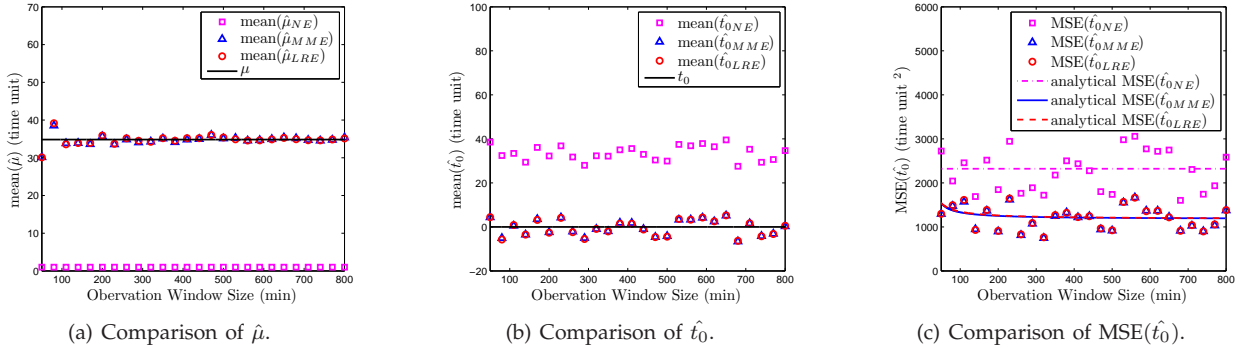 70
60
50
40
30
20
10
0
mean(μ̂) (time unit)
mean(μ̂_NE)
mean(μ̂_MME)
mean(μ̂_LRE)
μ
100 200 300 400 500 600 700 800
Obervation Window Size (min)
(a) Comparison of μ̂.
100
80
60
40
20
0
−20
mean(t̂_0) (time unit)
mean(t̂_0NE)
mean(t̂_0MME)
mean(t̂_0LRE)
t_0
100 200 300 400 500 600 700 800
Obervation Window Size (min)
(b) Comparison of t̂_0.
6000
5000
4000
3000
2000
1000
0
MSE(t̂_0) (time unit ²)
MSE(t̂_0NE)
MSE(t̂_0MME)
MSE(t̂_0LRE)
analytical MSE(t̂_0NE)
analytical MSE(t̂_0MME)
analytical MSE(t̂_0LRE)
100 200 300 400 500 600 700 800
Obervation Window Size (min)
(c) Comparison of MSE(t̂_0).